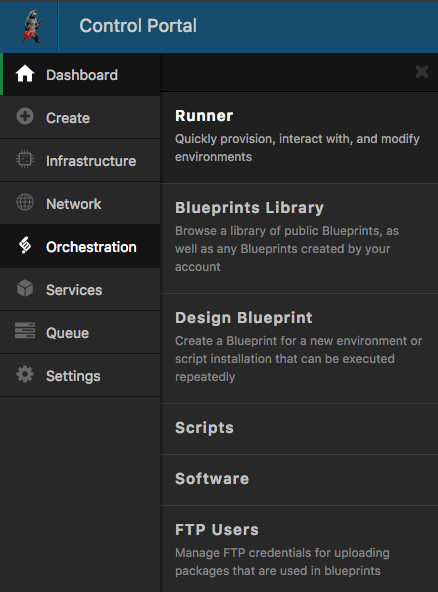 Control Portal
Dashboard
Create
Infrastructure
Network
Orchestration
Services
Queue
Settings
Runner
Quickly provision, interact with, and modify
environments
Blueprints Library
Browse a library of public Blueprints, as
well as any Blueprints created by your
account
Design Blueprint
Create a Blueprint for a new environment or
script installation that can be executed
repeatedly
Scripts
Software
FTP Users
Manage FTP credentials for uploading
packages that are used in blueprints